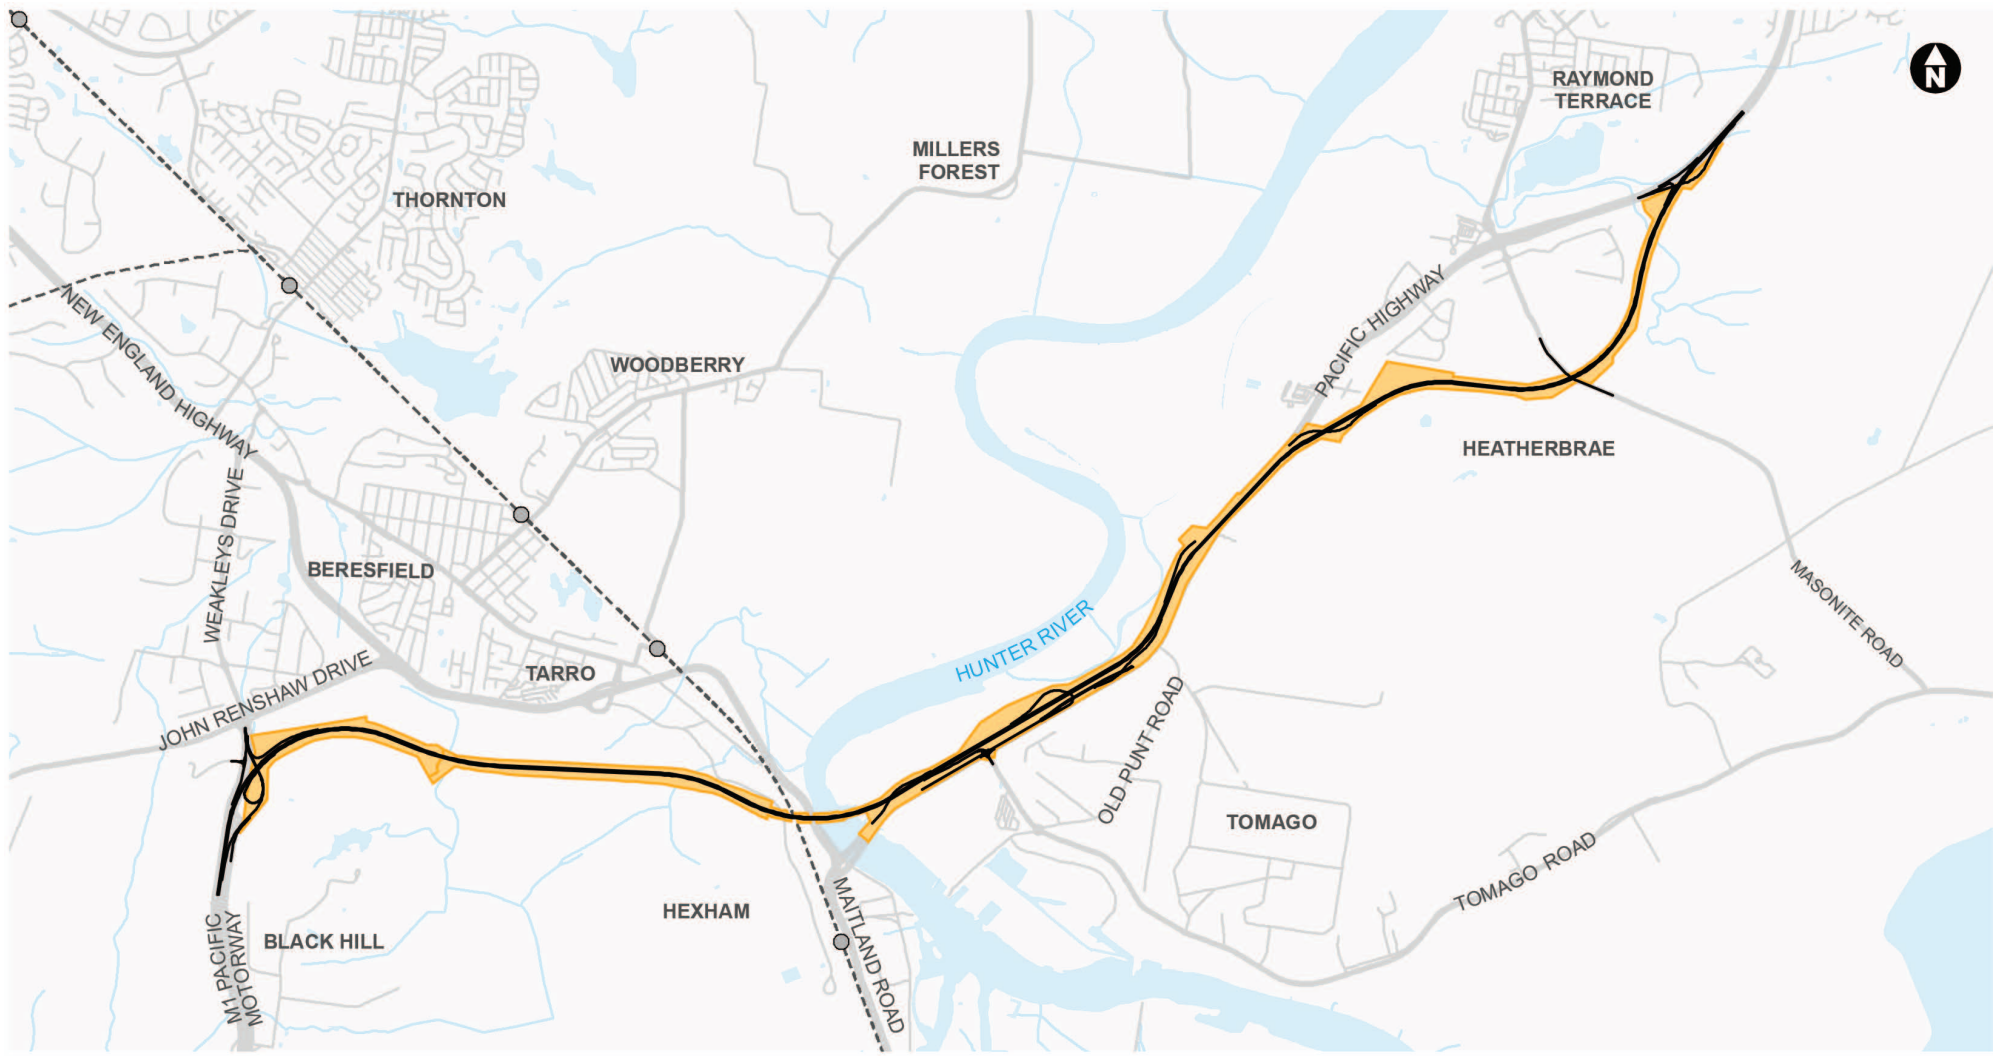 RAYMOND
TERRACE
N
MILLERS
FOREST
THORNTON
NEW ENGLAND HIGHWAY
PACIFIC HIGHWAY
WOODBERRY
HEATHERBRAE
WEAKLEYS DRIVE
BERESFIELD
MASONITE ROAD
HUNTER RIVER
TARRO
JOHN RENSHAW DRIVE
OLD PUNT ROAD
TOMAGO
TOMAGO ROAD
HEXHAM
MAITLAND ROAD
BLACK HILL
M1 PACIFIC
MOTORWAY